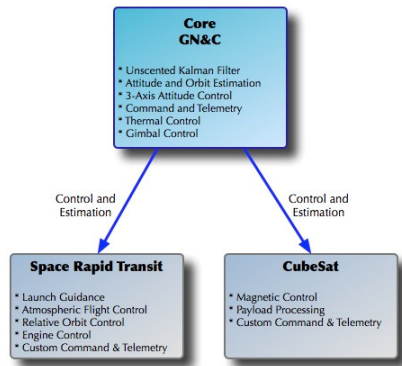 Core
GN&C
* Unscented Kalman Filter
* Attitude and Orbit Estimation
* 3-Axis Attitude Control
* Command and Telemetry
* Thermal Control
* Gimbal Control
Control and
Estimation
Control and
Estimation
Space Rapid Transit
* Launch Guidance
* Atmospheric Flight Control
* Relative Orbit Control
* Engine Control
* Custom Command & Telemetry
CubeSat
* Magnetic Control
* Payload Processing
* Custom Command & Telemetry